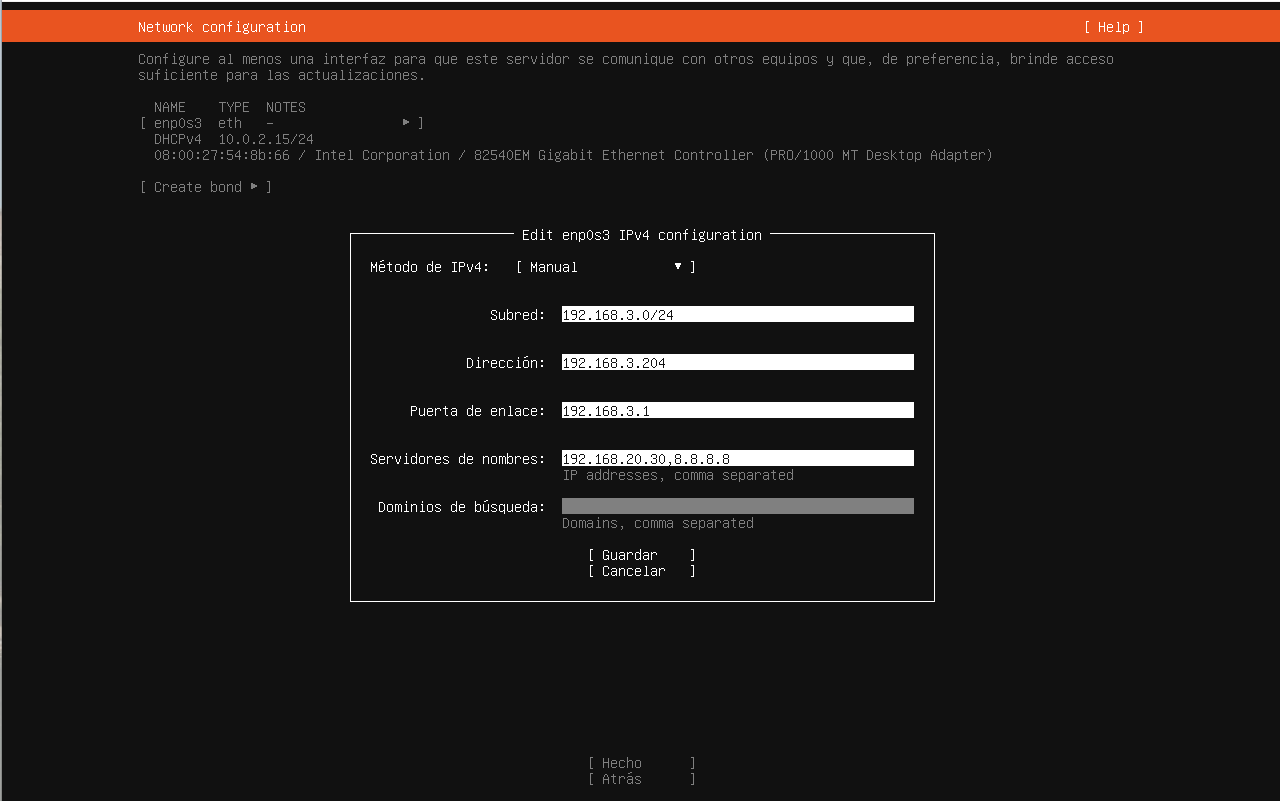 Network configuration [ Help ]
Configure al menos una interfaz para que este servidor se comunique con otros equipos y que, de preferencia, brinde acceso
suficiente para las actualizaciones.
NAME TYPE NOTES
[ enp0s3 eth - ▸ ]
DHCPv4 10.0.2.15/24
08:00:27:54:8b:66 / Intel Corporation / 82540EM Gigabit Ethernet Controller (PRO/1000 MT Desktop Adapter)
[ Create bond ▸ ]
Edit enp0s3 IPv4 configuration
Método de IPv4: [ Manual ▾ ]
Subred: 192.168.3.0/24
Dirección: 192.168.3.204
Puerta de enlace: 192.168.3.1
Servidores de nombres: 192.168.20.30,8.8.8.8
IP addresses, comma separated
Dominios de búsqueda:
Domains, comma separated
[ Guardar ]
[ Cancelar ]
[ Hecho ]
[ Atrás ]